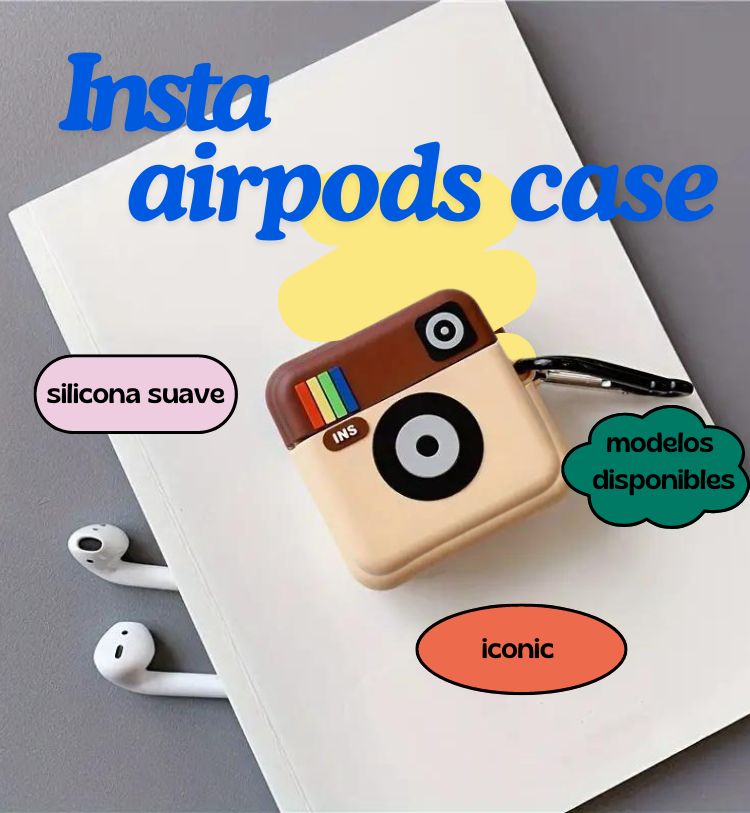 Insta
airpods case
silicona suave
INS
modelos
disponibles
iconic